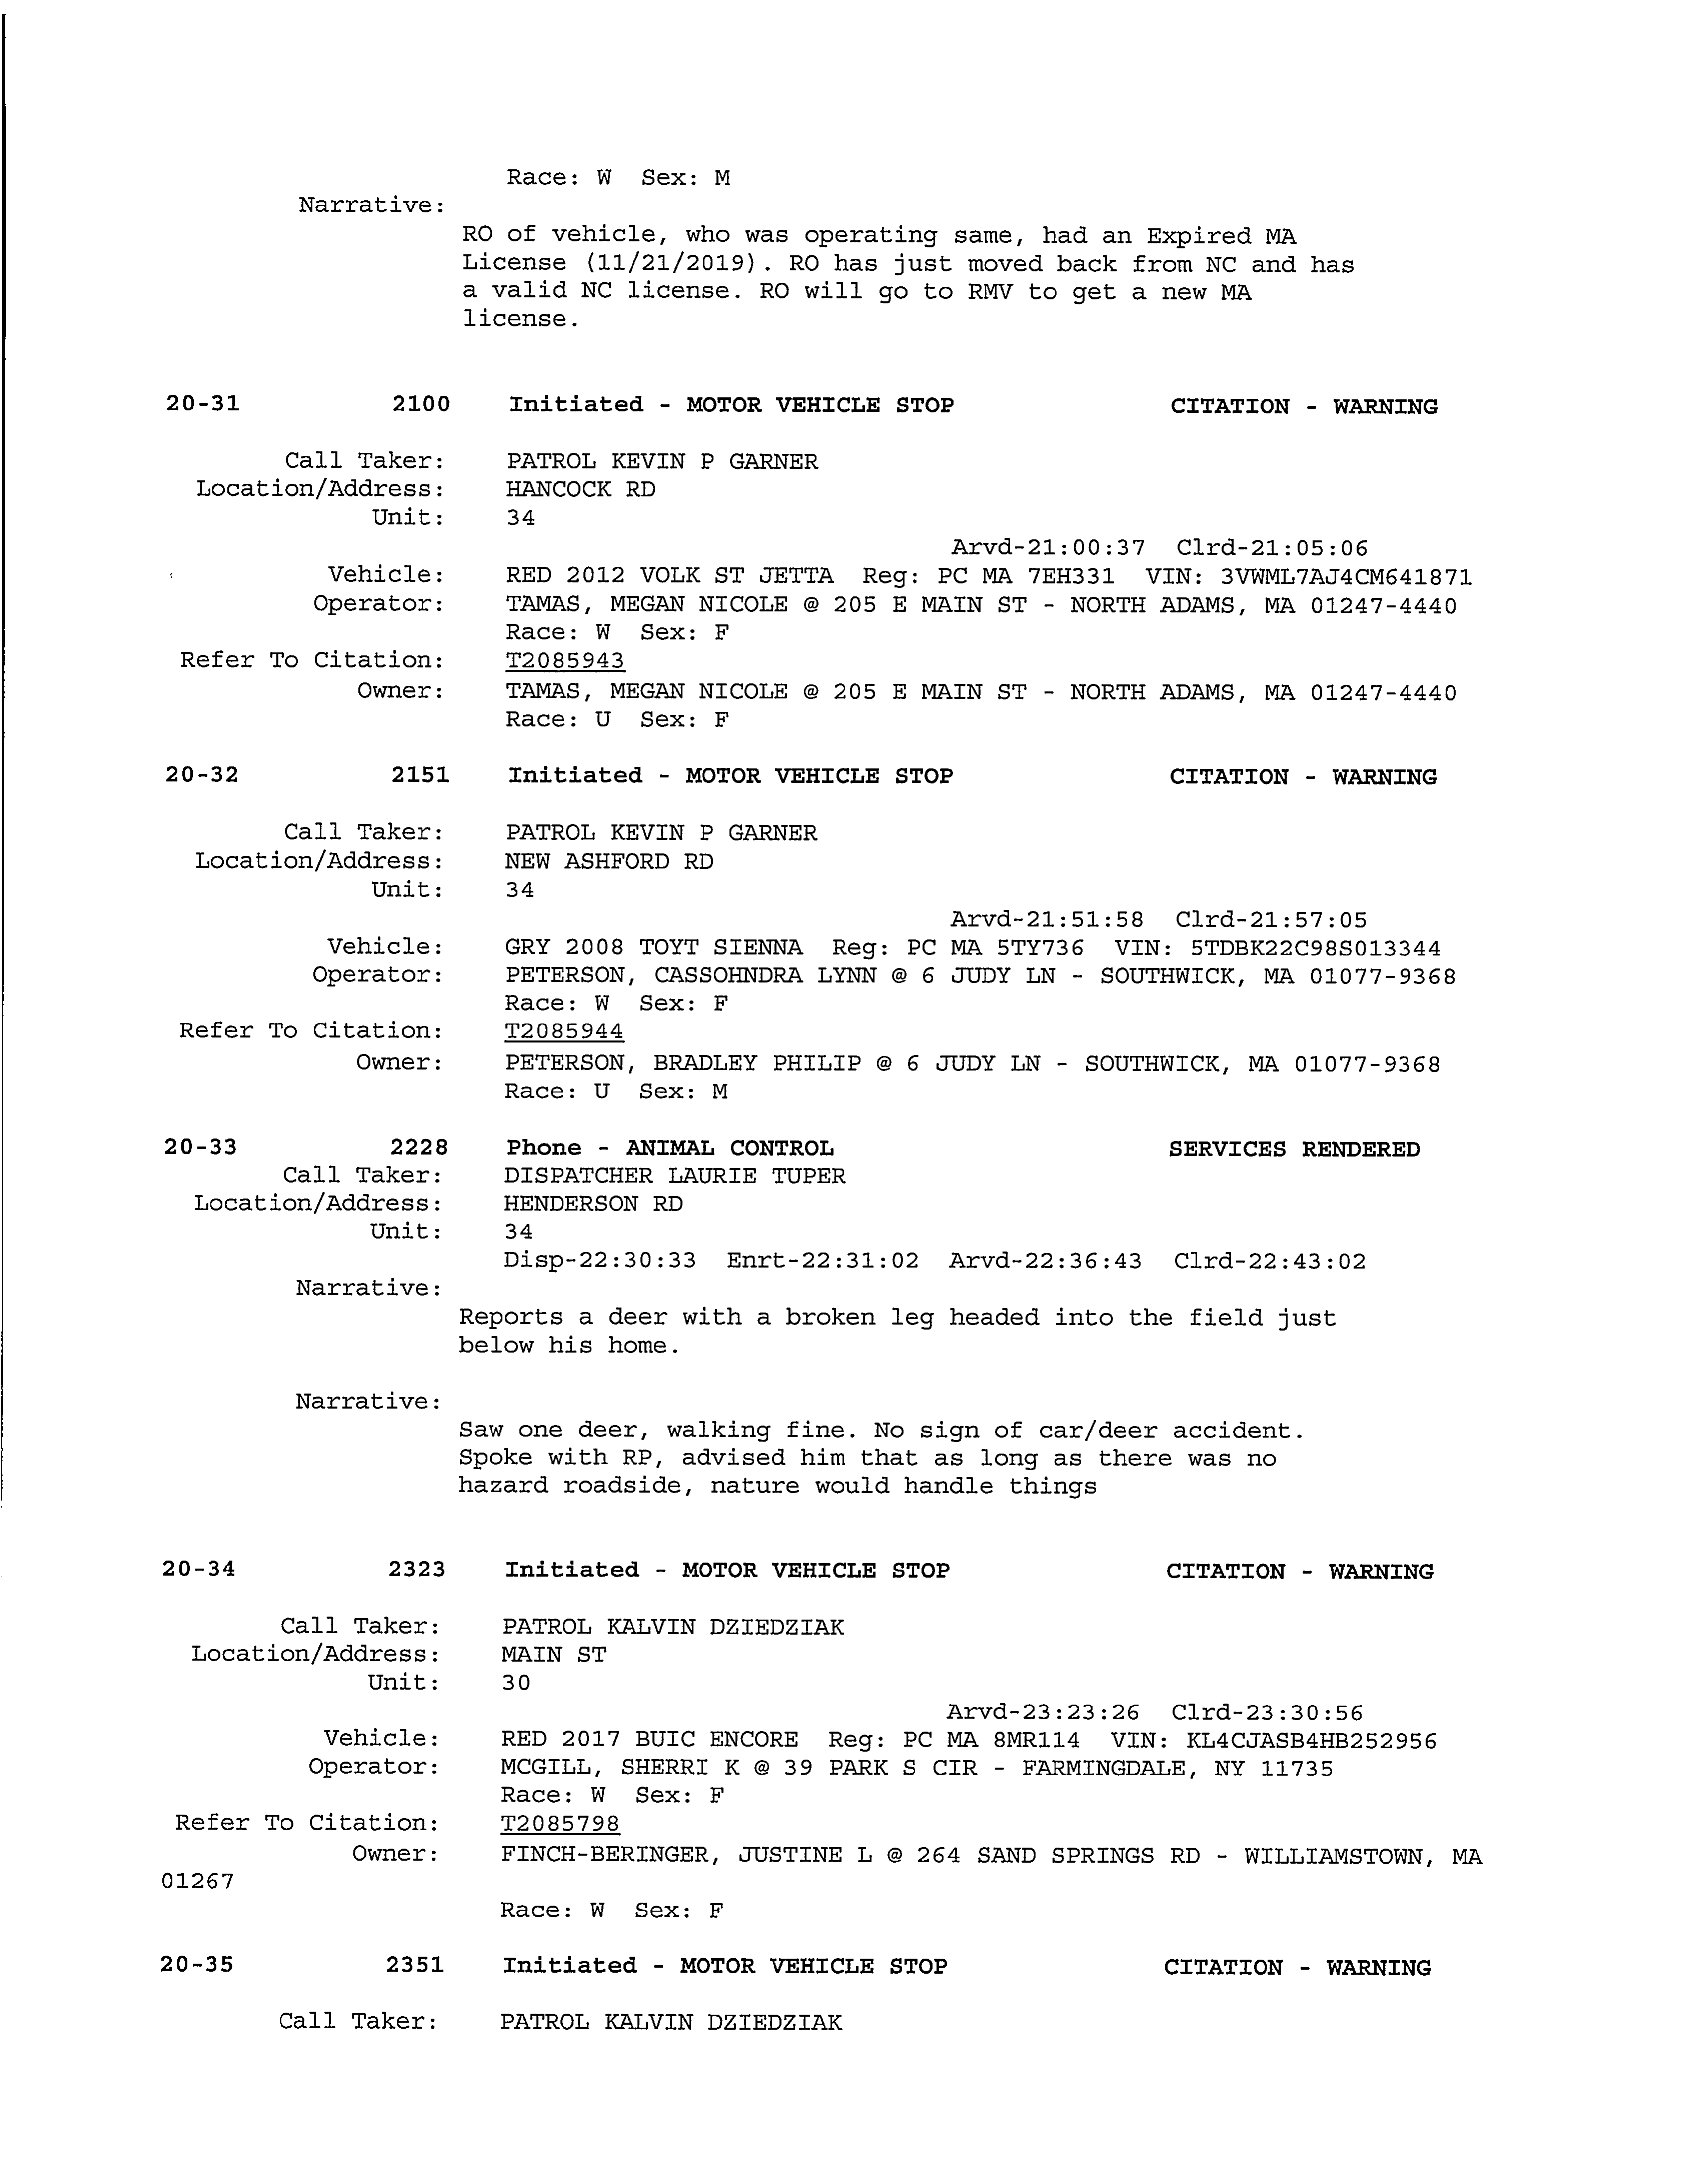 Race: W Sex: M
Narrative:
RO of vehicle, who was operating same, had an Expired MA
License (11/21/2019). RO has just moved back from NC and has
a valid NC license. RO will go to RMV to get a new MA
license.
20-31 2100 Initiated - MOTOR VEHICLE STOP CITATION - WARNING
Call Taker: PATROL KEVIN P GARNER
Location/Address: HANCOCK RD
Unit: 34
Arvd-21:00:37 Clrd-21:05:06
Vehicle: RED 2012 VOLK ST JETTA Reg: PC MA 7EH331 VIN: 3VWML7AJ4CM641871
Operator: TAMAS, MEGAN NICOLE @ 205 E MAIN ST - NORTH ADAMS, MA 01247-4440
Race: W Sex: F
Refer To Citation: T2085943
Owner: TAMAS, MEGAN NICOLE @ 205 E MAIN ST - NORTH ADAMS, MA 01247-4440
Race: U Sex: F
20-32 2151 Initiated - MOTOR VEHICLE STOP CITATION - WARNING
Call Taker: PATROL KEVIN P GARNER
Location/Address: NEW ASHFORD RD
Unit: 34
Arvd-21:51:58 Clrd-21:57:05
Vehicle: GRY 2008 TOYT SIENNA Reg: PC MA 5TY736 VIN: 5TDBK22C98S013344
Operator: PETERSON, CASSOHNDRA LYNN @ 6 JUDY LN - SOUTHWICK, MA 01077-9368
Race: W Sex: F
Refer To Citation: T2085944
Owner: PETERSON, BRADLEY PHILIP @ 6 JUDY LN - SOUTHWICK, MA 01077-9368
Race: U Sex: M
20-33 2228 Phone - ANIMAL CONTROL SERVICES RENDERED
Call Taker: DISPATCHER LAURIE TUPER
Location/Address: HENDERSON RD
Unit: 34
Disp-22:30:33 Enrt-22:31:02 Arvd-22:36:43 Clrd-22:43:02
Narrative:
Reports a deer with a broken leg headed into the field just
below his home.
Narrative:
Saw one deer, walking fine. No sign of car/deer accident.
Spoke with RP, advised him that as long as there was no
hazard roadside, nature would handle things
20-34 2323 Initiated - MOTOR VEHICLE STOP CITATION - WARNING
Call Taker: PATROL KALVIN DZIEDZIAK
Location/Address: MAIN ST
Unit: 30
Arvd-23:23:26 Clrd-23:30:56
Vehicle: RED 2017 BUIC ENCORE Reg: PC MA 8MR114 VIN: KL4CJASB4HB252956
Operator: MCGILL, SHERRI K @ 39 PARK S CIR - FARMINGDALE, NY 11735
Race: W Sex: F
Refer To Citation: T2085798
Owner: FINCH-BERINGER, JUSTINE L @ 264 SAND SPRINGS RD - WILLIAMSTOWN, MA
01267
Race: W Sex: F
20-35 2351 Initiated - MOTOR VEHICLE STOP CITATION - WARNING
Call Taker: PATROL KALVIN DZIEDZIAK